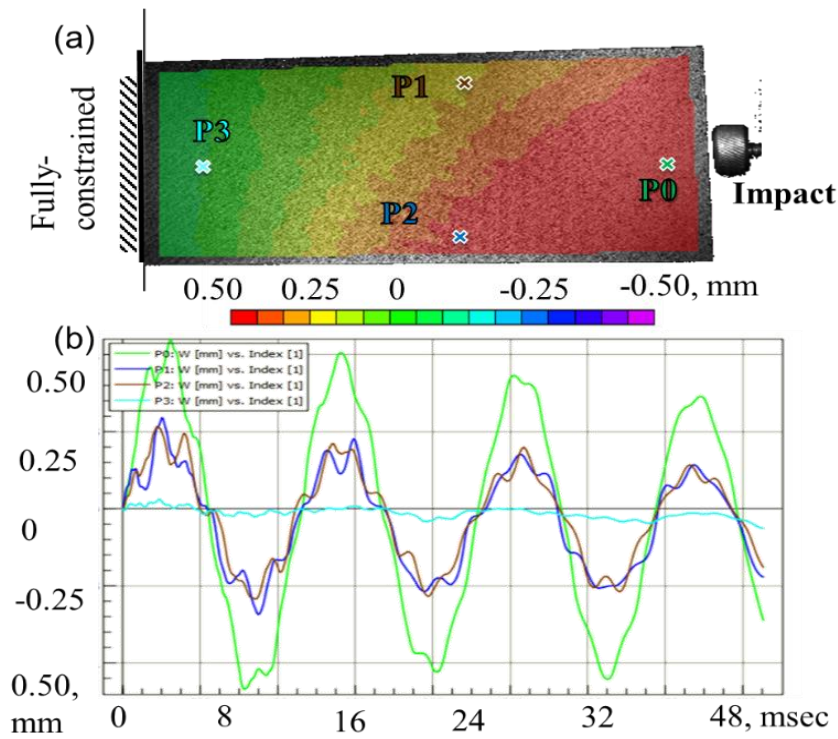 (a)
Fully-
constrained
P1
P3
P2
P0
Impact
0.50 0.25 0 -0.25 -0.50, mm
(b)
P0: W [mm] vs. Index [1]
P1: W [mm] vs. Index [1]
P2: W [mm] vs. Index [1]
P3: W [mm] vs. Index [1]
0.50
0.25
0
-0.25
0.50,
mm
0 8 16 24 32 48, msec